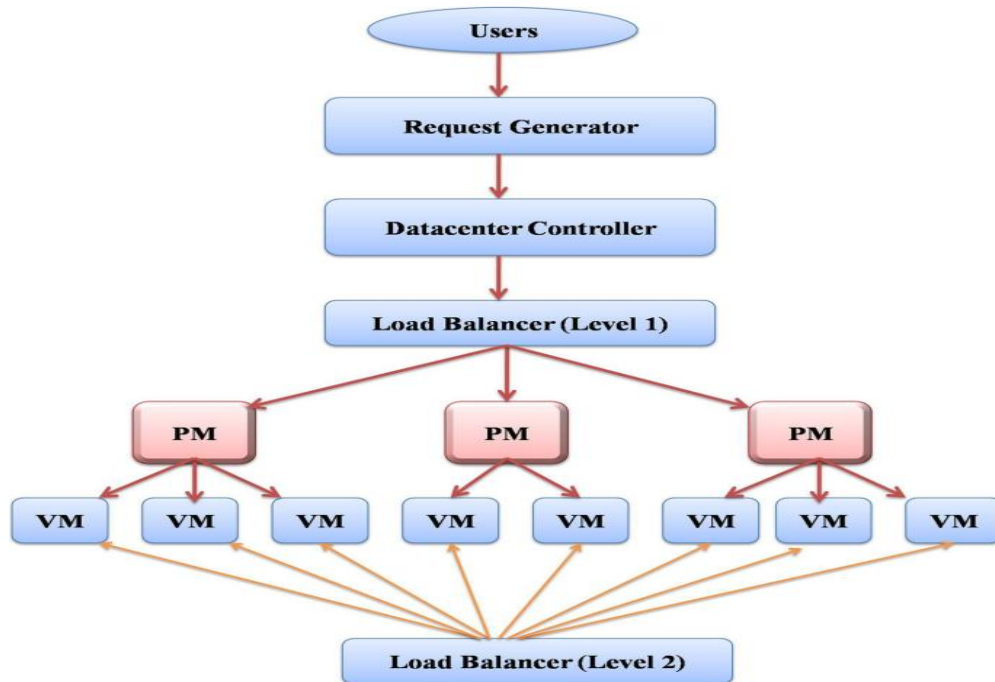 Users
Request Generator
Datacenter Controller
Load Balancer (Level 1)
PM
PM
PM
VM
VM
VM
VM
VM
VM
VM
VM
Load Balancer (Level 2)